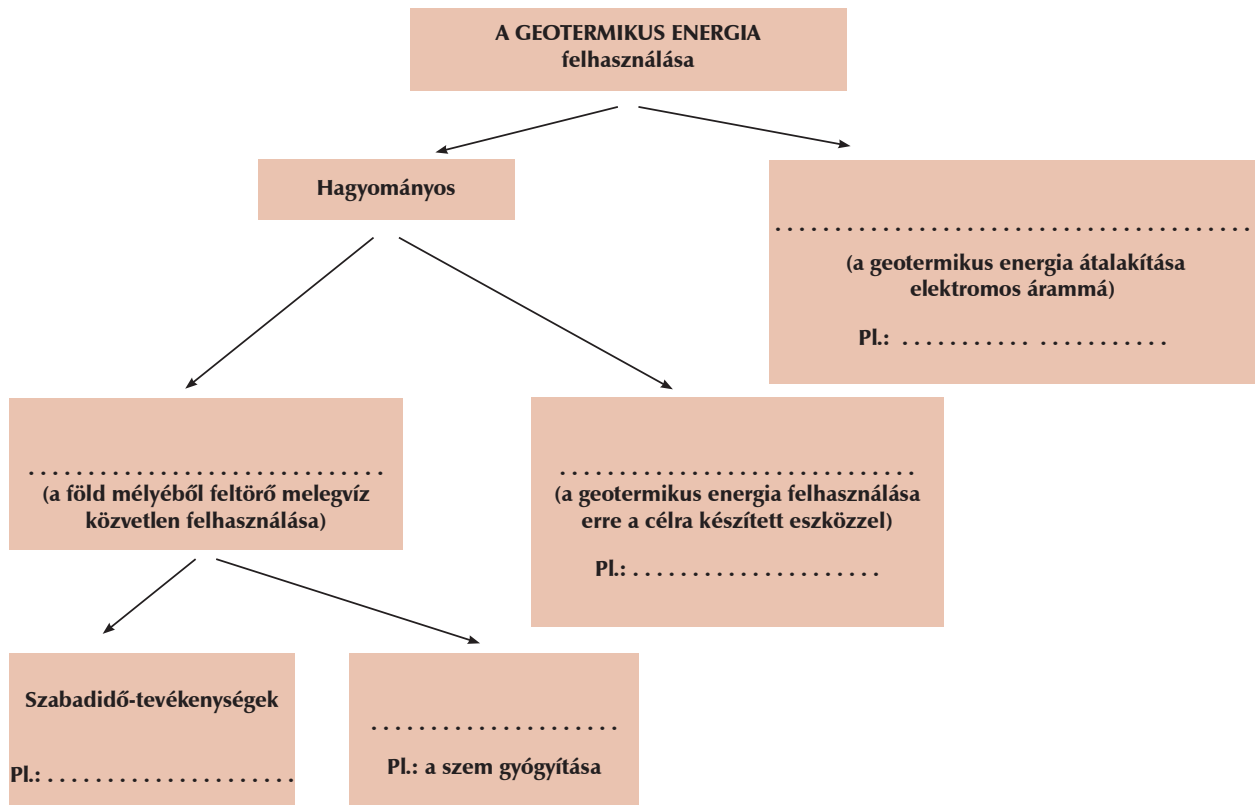 A GEOTERMIKUS ENERGIA
felhasználása
Hagyományos
. . . . . . . . . . . . . . . . . . . . . . . . . . . . . . . . . . . . . . . .
(a geotermikus energia átalakítása
elektromos árammá)
Pl.: . . . . . . . . . . . . . . . . . . . . . .
. . . . . . . . . . . . . . . . . . . . . . . . . . . . . .
(a föld mélyéből feltörő melegvíz
közvetlen felhasználása)
. . . . . . . . . . . . . . . . . . . . . . . . . . . . . .
(a geotermikus energia felhasználása
erre a célra készített eszközzel)
Pl.: . . . . . . . . . . . . . . . . . . . . .
Szabadidő-tevékenységek
Pl.: . . . . . . . . . . . . . . . . . . . . .
. . . . . . . . . . . . . . . . . . . . .
Pl.: a szem gyógyítása